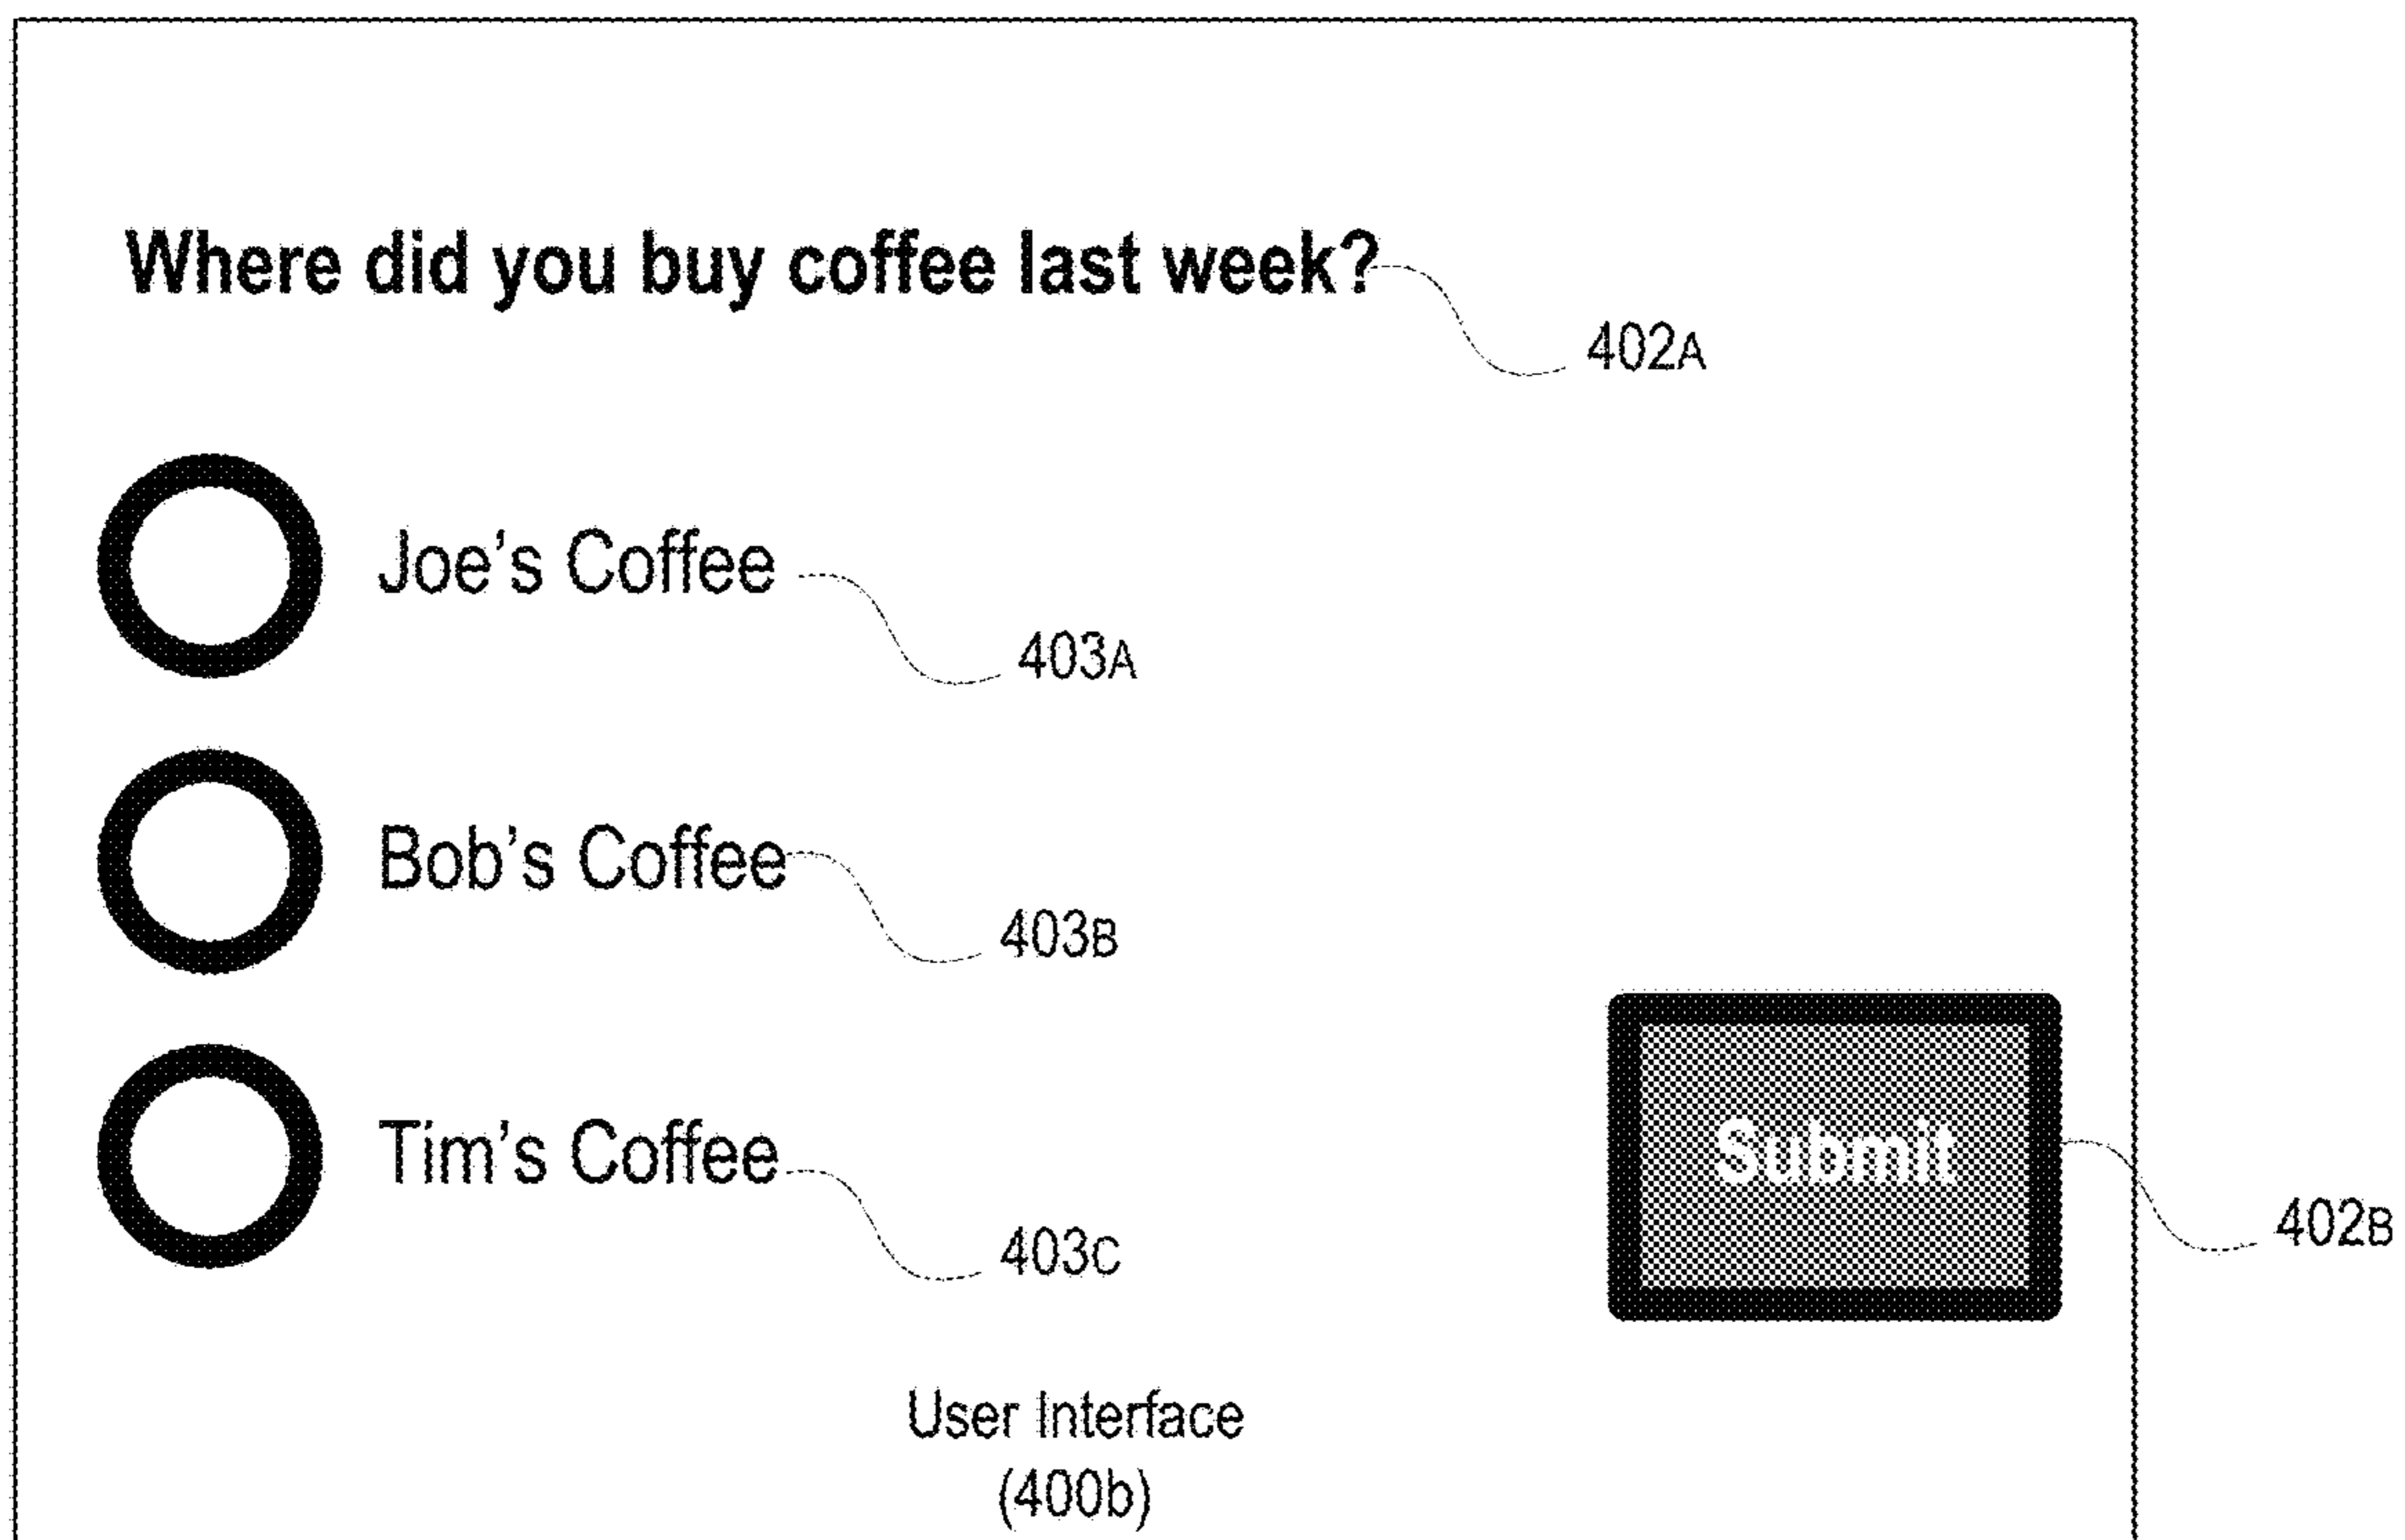 Where did you buy coffee last week?
402A
Joe's Coffee
403A
Bob's Coffee
403B
Tim's Coffee
403C
Submit
402B
User Interface
(400b)